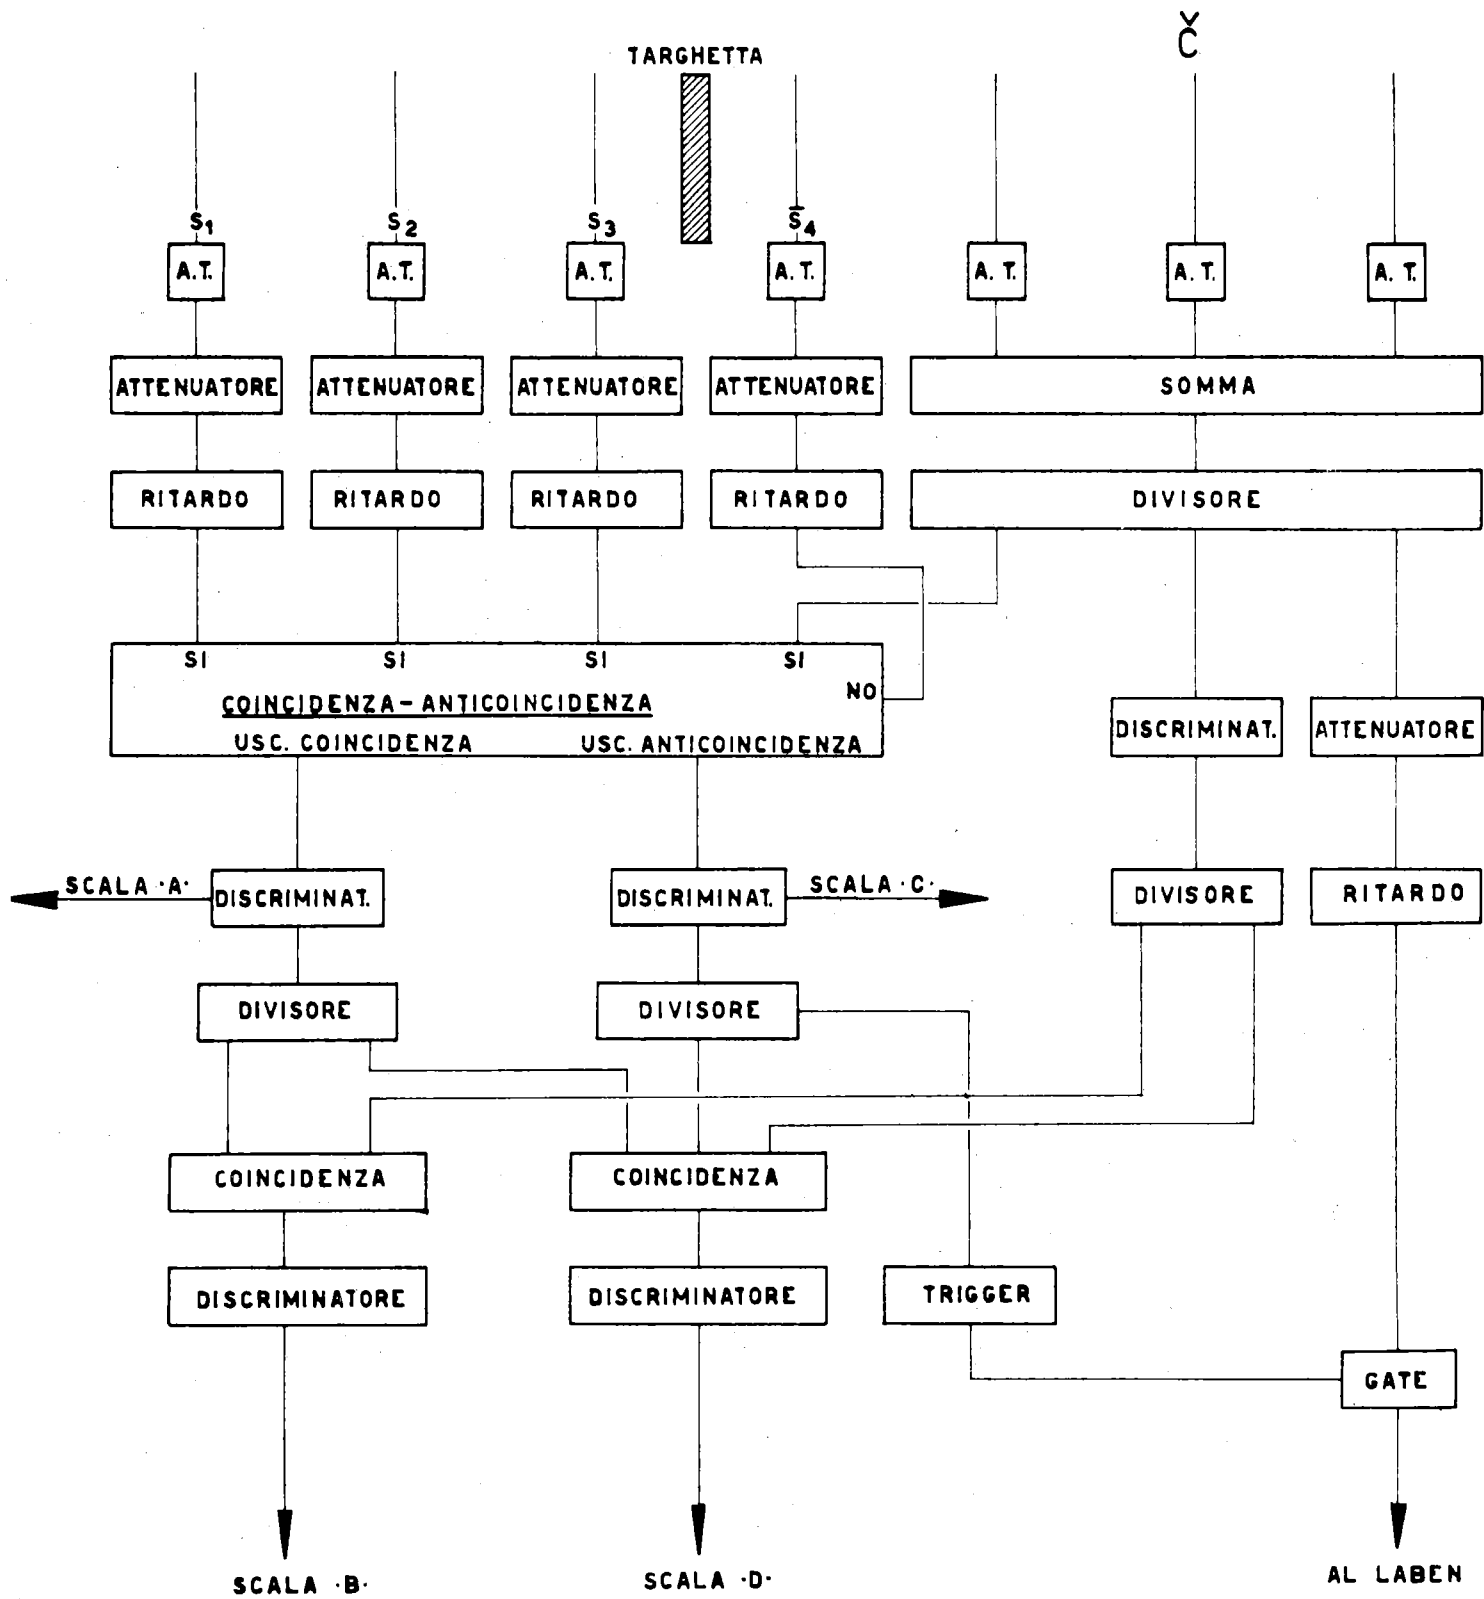 Č
TARGHETTA
S1 S2 S3 S̄4
A.T. A.T. A.T. A.T. A.T. A.T. A.T.
ATTENUATORE ATTENUATORE ATTENUATORE ATTENUATORE SOMMA
RITARDO RITARDO RITARDO RITARDO DIVISORE
SI SI SI SI
NO
COINCIDENZA-ANTICOINCIDENZA
USC. COINCIDENZA USC. ANTICOINCIDENZA
DISCRIMINAT. ATTENUATORE
SCALA ·A· DISCRIMINAT. DISCRIMINAT. SCALA ·C· DIVISORE RITARDO
DIVISORE DIVISORE
COINCIDENZA COINCIDENZA
DISCRIMINATORE DISCRIMINATORE TRIGGER
GATE
SCALA ·B· SCALA ·D· AL LABEN